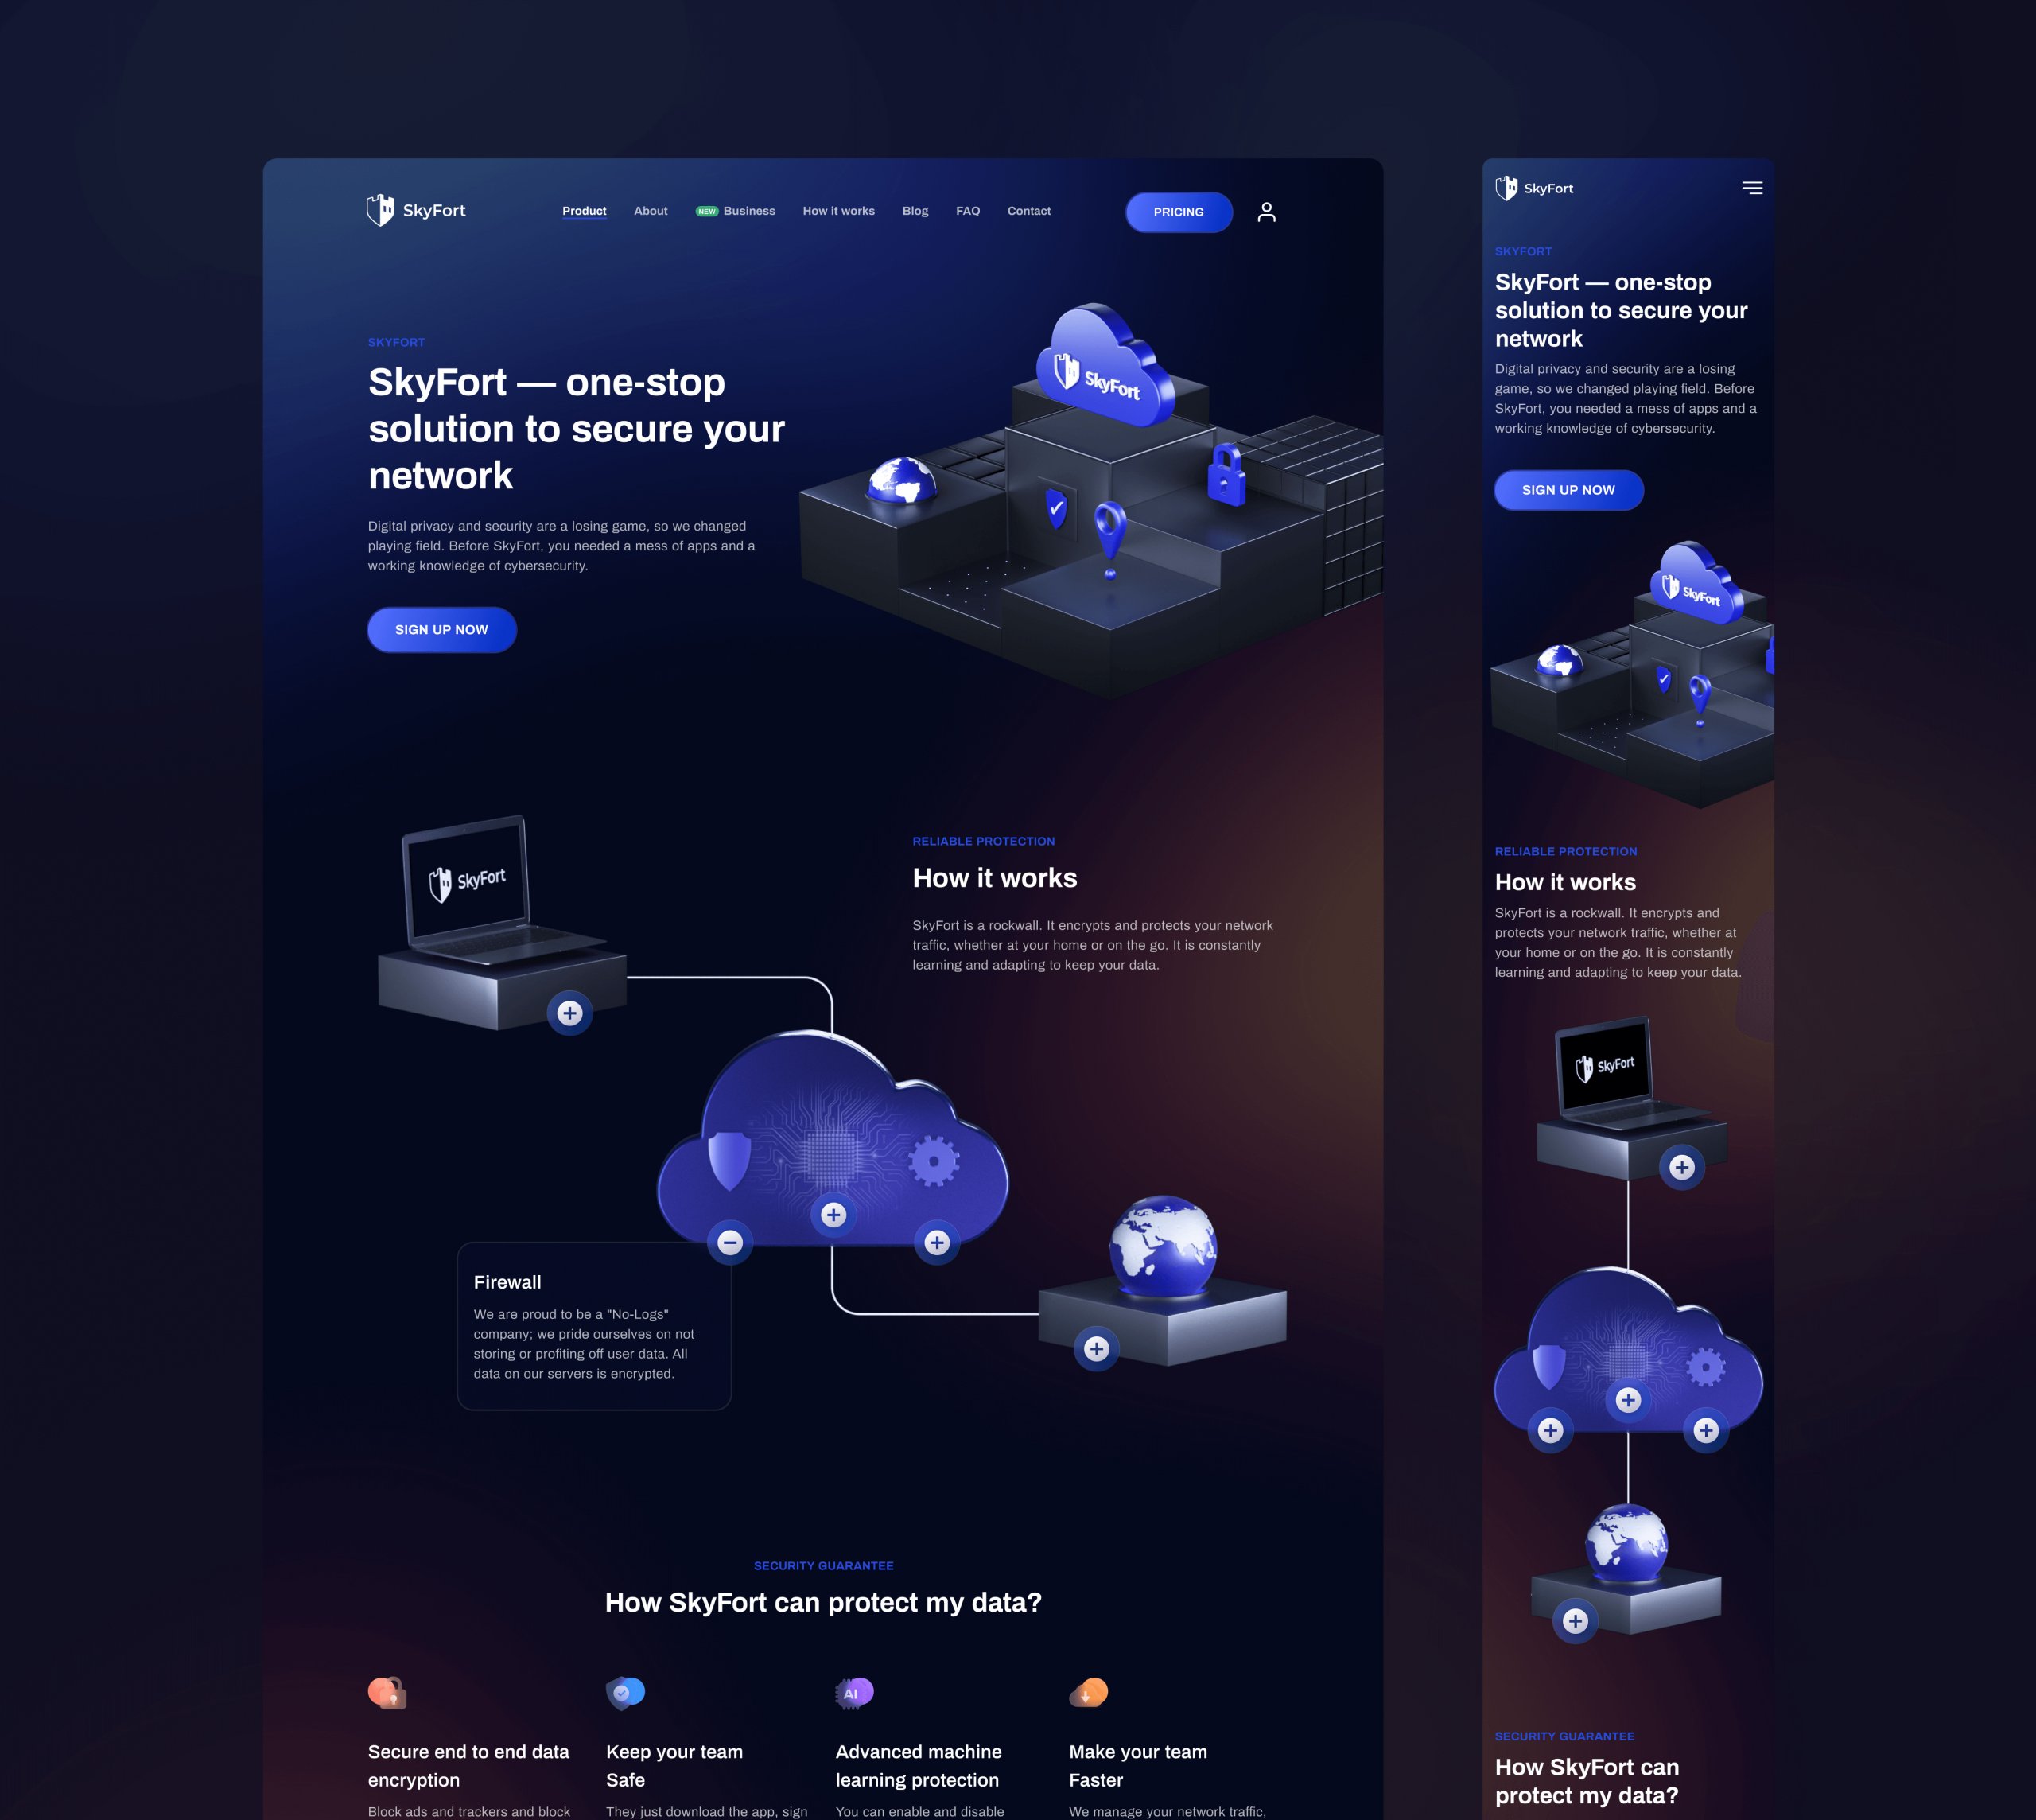 SkyFort
Product
About
NEW Business
How it works
Blog
FAQ
Contact
PRICING
SKYFORT
SkyFort — one-stop
solution to secure your
network
Digital privacy and security are a losing game, so we changed
playing field. Before SkyFort, you needed a mess of apps and a
working knowledge of cybersecurity.
SIGN UP NOW
SkyFort
SkyFort
RELIABLE PROTECTION
How it works
SkyFort is a rockwall. It encrypts and protects your network
traffic, whether at your home or on the go. It is constantly
learning and adapting to keep your data.
Firewall
We are proud to be a "No-Logs"
company; we pride ourselves on not
storing or profiting off user data. All
data on our servers is encrypted.
SECURITY GUARANTEE
How SkyFort can protect my data?
Secure end to end data
encryption
Block ads and trackers and block
Keep your team
Safe
They just download the app, sign
AI
Advanced machine
learning protection
You can enable and disable
Make your team
Faster
We manage your network traffic,
SkyFort
SKYFORT
SkyFort — one-stop
solution to secure your
network
Digital privacy and security are a losing
game, so we changed playing field. Before
SkyFort, you needed a mess of apps and a
working knowledge of cybersecurity.
SIGN UP NOW
SkyFort
RELIABLE PROTECTION
How it works
SkyFort is a rockwall. It encrypts and
protects your network traffic, whether at
your home or on the go. It is constantly
learning and adapting to keep your data.
SkyFort
SECURITY GUARANTEE
How SkyFort can
protect my data?